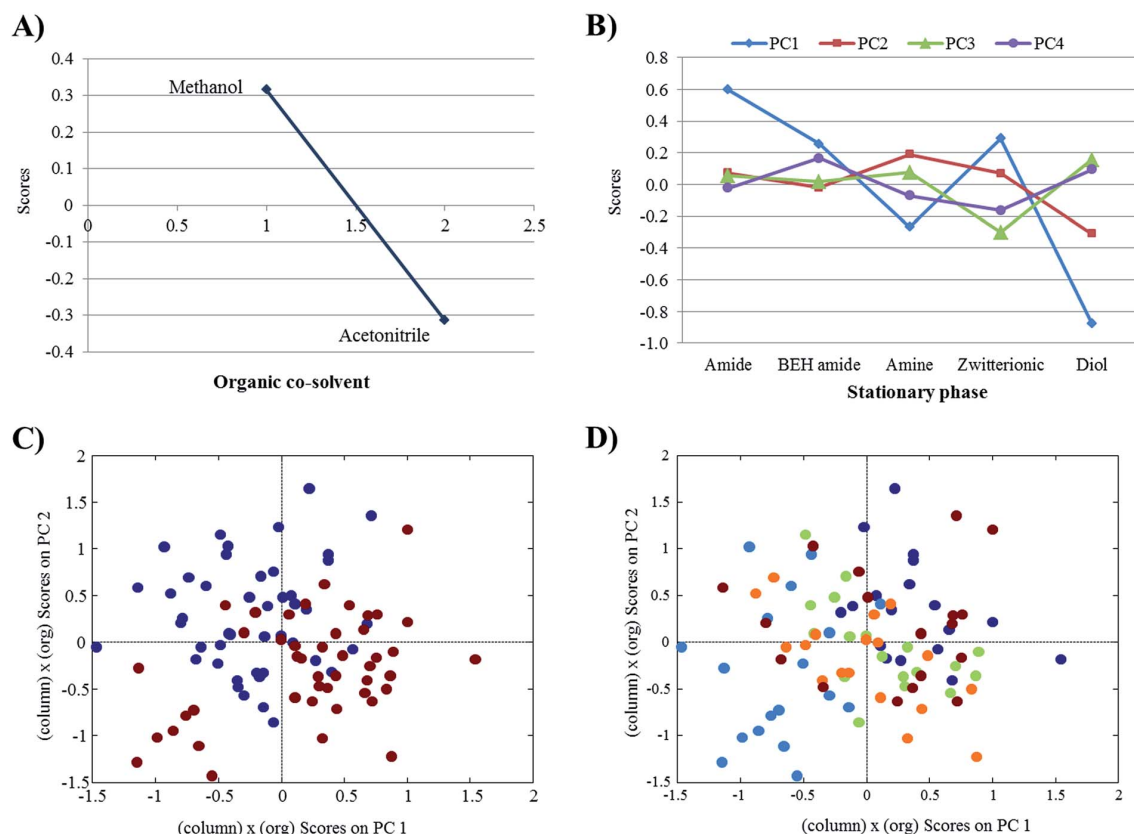 A)
0.4
0.3
0.2
0.1
0
-0.1
-0.2
-0.3
-0.4
Scores
0 0.5 1.0 1.5 2.0 2.5
Methanol
Acetonitrile
Organic co-solvent
B)
PC1 PC2 PC3 PC4
0.8
0.6
0.4
0.2
0.0
-0.2
-0.4
-0.6
-0.8
-1.0
Scores
Amide BEH amide Amine Zwitterionic Diol
Stationary phase
C)
2
1.5
1
0.5
0
-0.5
-1
-1.5
(column) x (org) Scores on PC 2
-1.5 -1 -0.5 0 0.5 1 1.5 2
(column) x (org) Scores on PC 1
D)
2
1.5
1
0.5
0
-0.5
-1
-1.5
(column) x (org) Scores on PC 2
-1.5 -1 -0.5 0 0.5 1 1.5 2
(column) x (org) Scores on PC 1